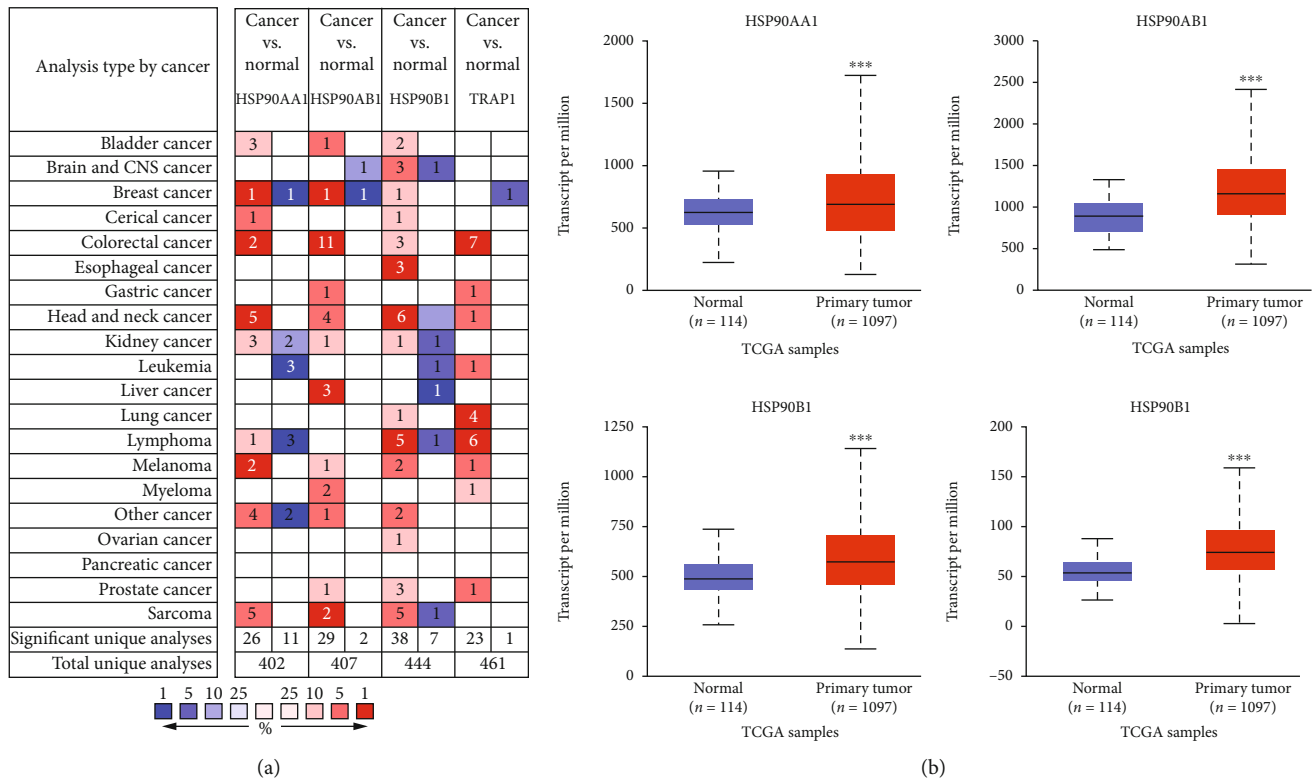 Analysis type by cancer
Cancer vs. normal HSP90AA1
Cancer vs. normal HSP90AB1
Cancer vs. normal HSP90B1
Cancer vs. normal TRAP1
Bladder cancer 3 1 2
Brain and CNS cancer 1 3 1
Breast cancer 1 1 1 1 1 1
Cerical cancer 1 1
Colorectal cancer 2 11 3 7
Esophageal cancer 3
Gastric cancer 1 1
Head and neck cancer 5 4 6 1
Kidney cancer 3 2 1 1 1
Leukemia 3 1 1
Liver cancer 3 1
Lung cancer 1 4
Lymphoma 1 3 5 1 6
Melanoma 2 1 2 1
Myeloma 2 1
Other cancer 4 2 1 2
Ovarian cancer 1
Pancreatic cancer
Prostate cancer 1 3 1
Sarcoma 5 2 5 1
Significant unique analyses 26 11 29 2 38 7 23 1
Total unique analyses 402 407 444 461
1 5 10 25 25 10 5 1
%
(a)
HSP90AA1
Transcript per million
2000
1500
1000
500
0
***
Normal Primary tumor
(n = 114) (n = 1097)
TCGA samples
HSP90AB1
Transcript per million
3000
2500
2000
1500
1000
500
0
***
Normal Primary tumor
(n = 114) (n = 1097)
TCGA samples
HSP90B1
Transcript per million
1250
1000
750
500
250
0
***
Normal Primary tumor
(n = 114) (n = 1097)
TCGA samples
HSP90B1
Transcript per million
200
150
100
50
0
–50
***
Normal Primary tumor
(n = 114) (n = 1097)
TCGA samples
(b)